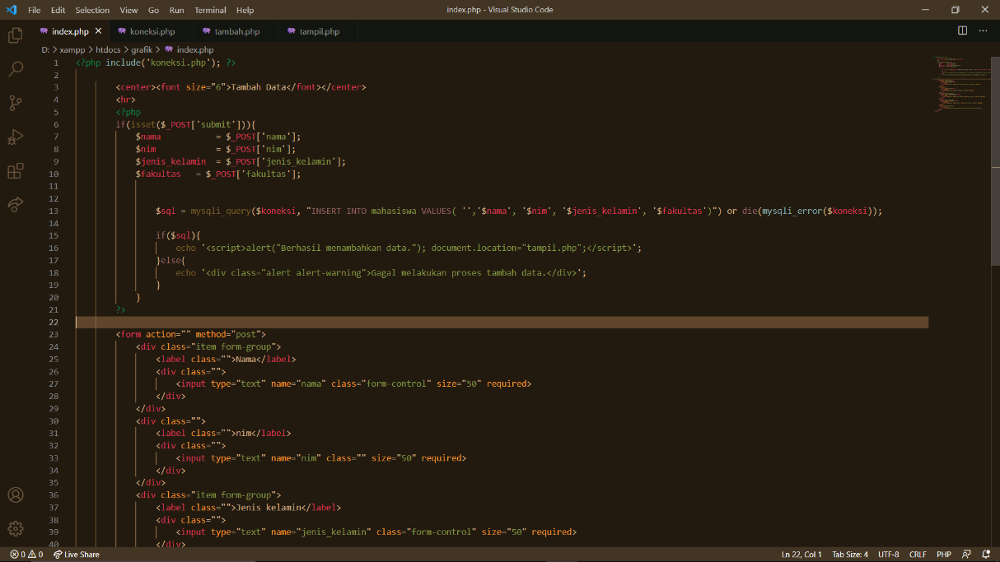 File Edit Selection View Go Run Terminal Help index.php - Visual Studio Code
index.php koneksi.php tambah.php tampil.php
D: > xampp > htdocs > grafik > index.php
1 <?php include('koneksi.php'); ?>
2
3 <center><font size="6">Tambah Data</font></center>
4 <hr>
5 <?php
6 if(isset($_POST['submit'])){
7 $nama = $_POST['nama'];
8 $nim = $_POST['nim'];
9 $jenis_kelamin = $_POST['jenis_kelamin'];
10 $fakultas = $_POST['fakultas'];
11
12
13 $sql = mysqli_query($koneksi, "INSERT INTO mahasiswa VALUES( '','$nama', '$nim', '$jenis_kelamin', '$fakultas')") or die(mysqli_error($koneksi));
14
15 if($sql){
16 echo '<script>alert("Berhasil menambahkan data."); document.location="tampil.php";</script>';
17 }else{
18 echo '<div class="alert alert-warning">Gagal melakukan proses tambah data.</div>';
19 }
20 }
21 ?>
22
23 <form action="" method="post">
24 <div class="item form-group">
25 <label class="">Nama</label>
26 <div class="">
27 <input type="text" name="nama" class="form-control" size="50" required>
28 </div>
29 </div>
30 <div class="">
31 <label class="">nim</label>
32 <div class="">
33 <input type="text" name="nim" class="" size="50" required>
34 </div>
35 </div>
36 <div class="item form-group">
37 <label class="">Jenis kelamin</label>
38 <div class="">
39 <input type="text" name="jenis_kelamin" class="form-control" size="50" required>
40 </div>
0 0 Live Share Ln 22, Col 1 Tab Size: 4 UTF-8 CRLF PHP